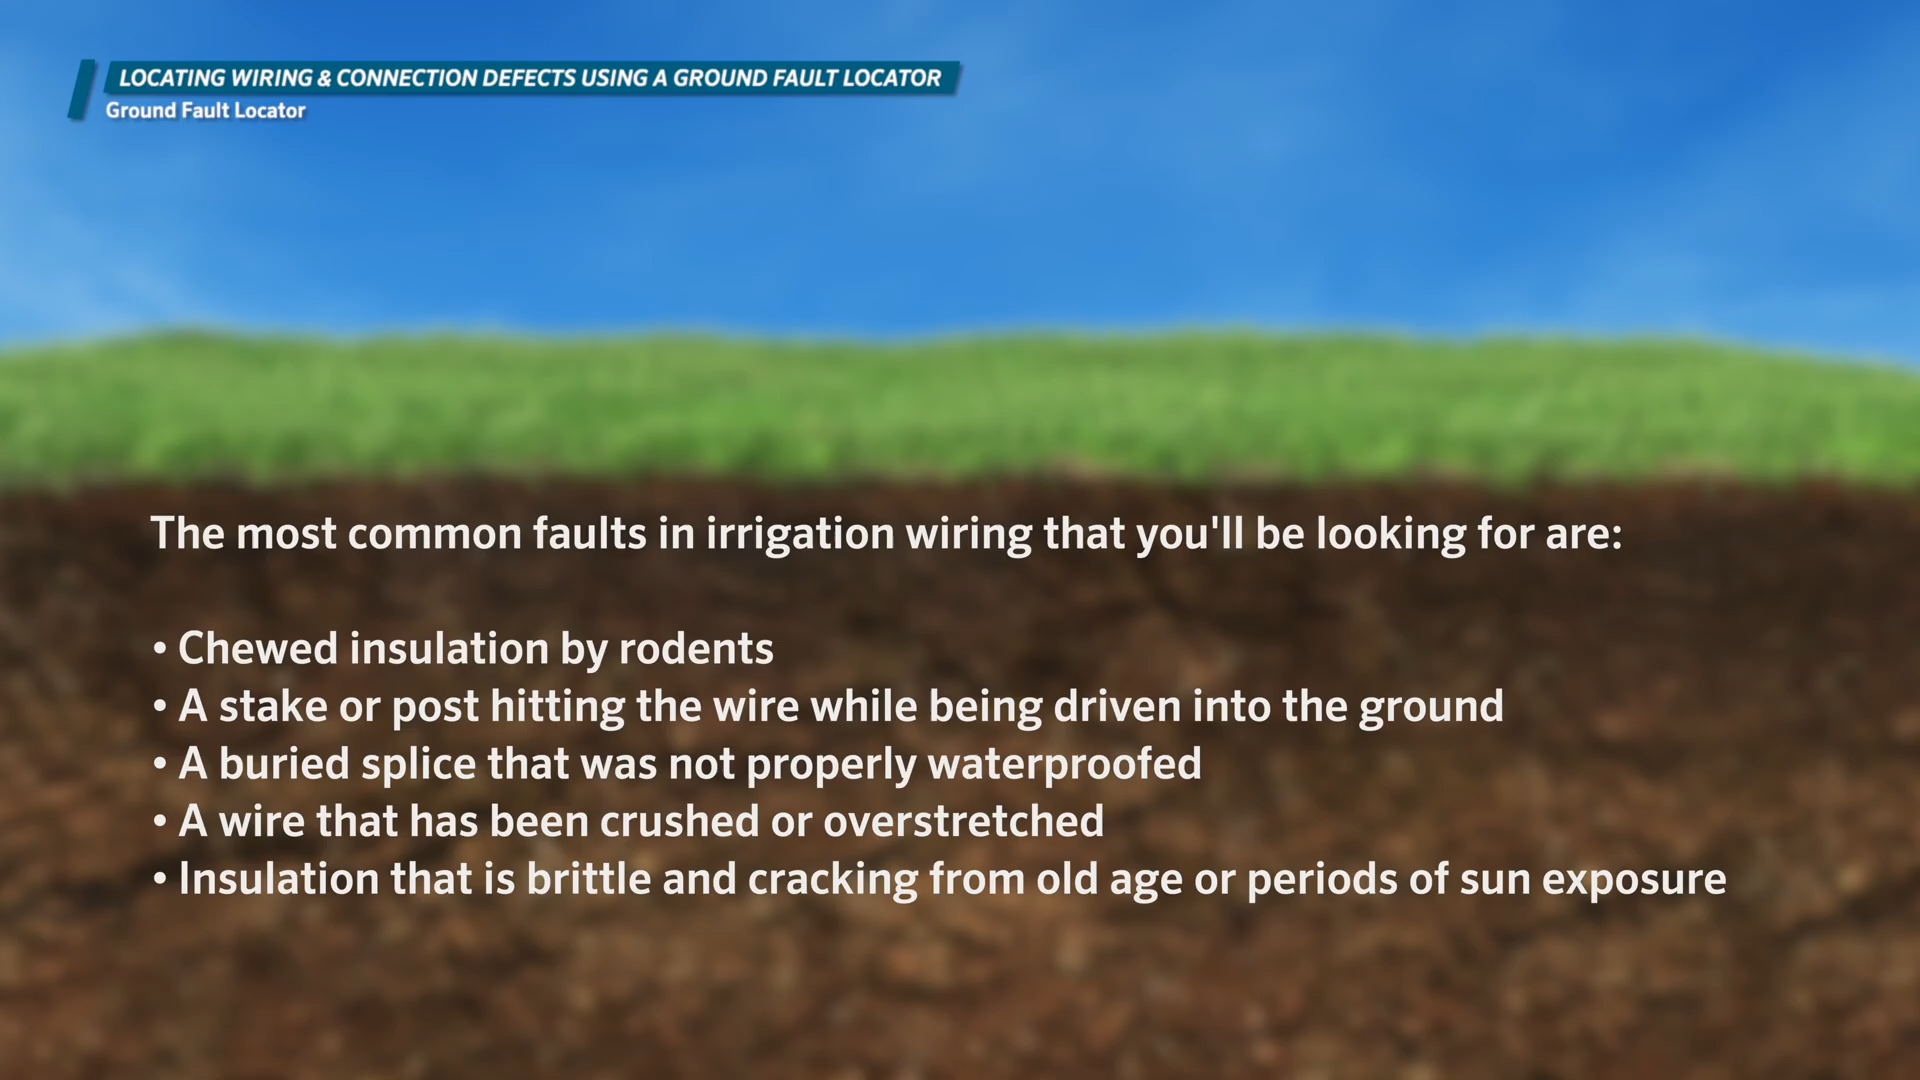 LOCATING WIRING & CONNECTION DEFECTS USING A GROUND FAULT LOCATOR
Ground Fault Locator
The most common faults in irrigation wiring that you'll be looking for are:
• Chewed insulation by rodents
• A stake or post hitting the wire while being driven into the ground
• A buried splice that was not properly waterproofed
• A wire that has been crushed or overstretched
• Insulation that is brittle and cracking from old age or periods of sun exposure